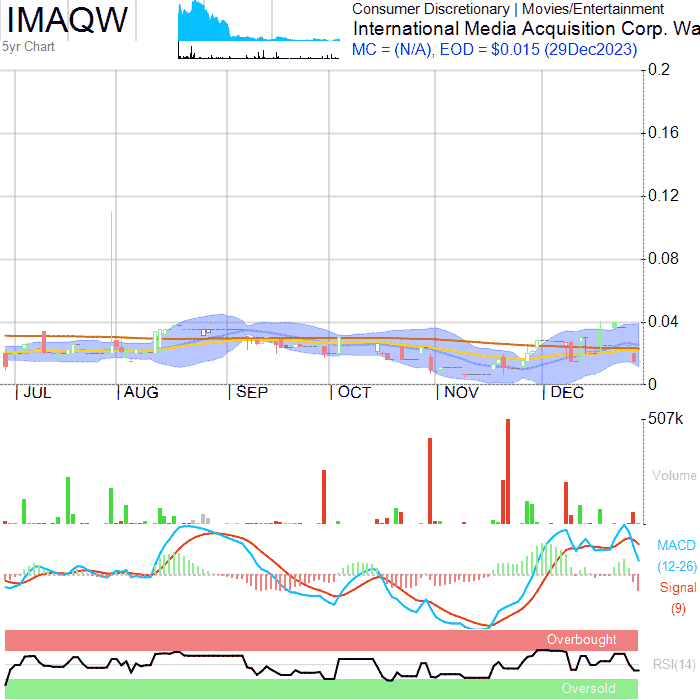 IMAQW
5yr Chart
Consumer Discretionary | Movies/Entertainment
International Media Acquisition Corp. Wa
MC = (N/A), EOD = $0.015 (29Dec2023)
0.2
0.16
0.12
0.08
0.04
0
JUL AUG SEP OCT NOV DEC
507k
Volume
MACD
(12-26)
Signal
(9)
Overbought
RSI(14)
Oversold